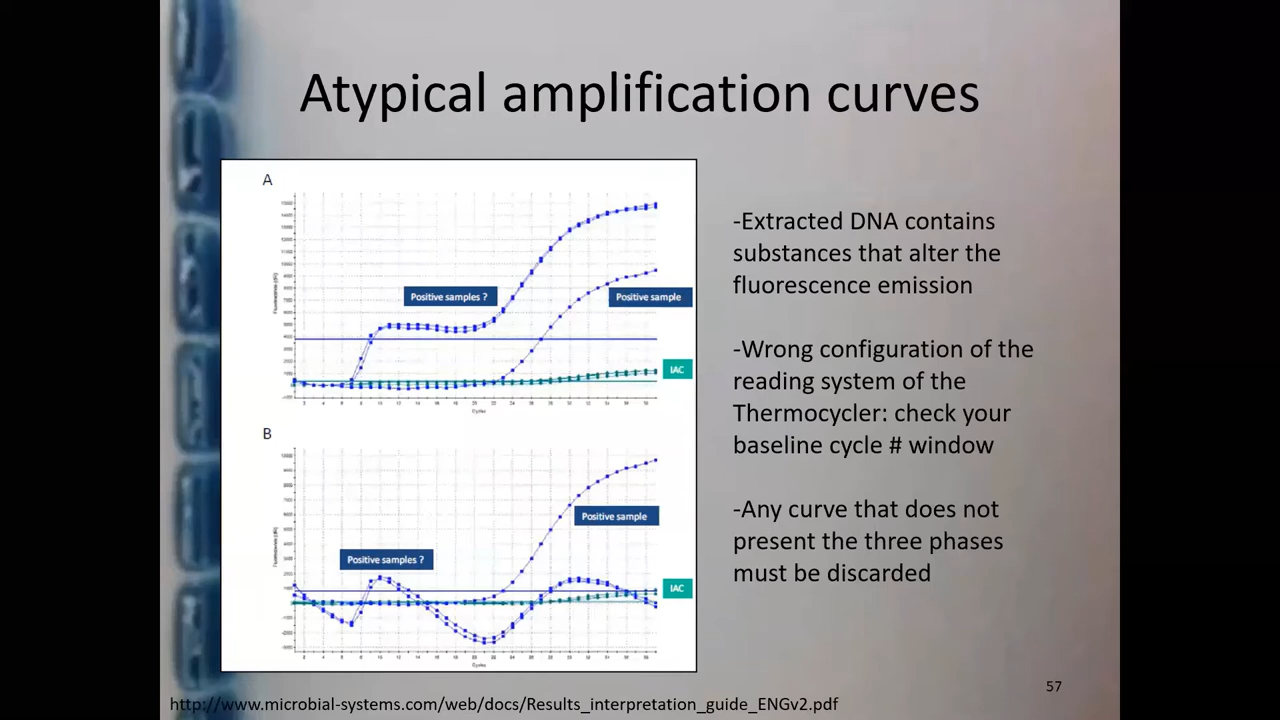 Atypical amplification curves
A
Positive samples ?
Positive sample
IAC
Cycles
B
Positive sample
Positive samples ?
IAC
Cycles
-Extracted DNA contains
substances that alter the
fluorescence emission
-Wrong configuration of the
reading system of the
Thermocycler: check your
baseline cycle # window
-Any curve that does not
present the three phases
must be discarded
57
http://www.microbial-systems.com/web/docs/Results_interpretation_guide_ENGv2.pdf